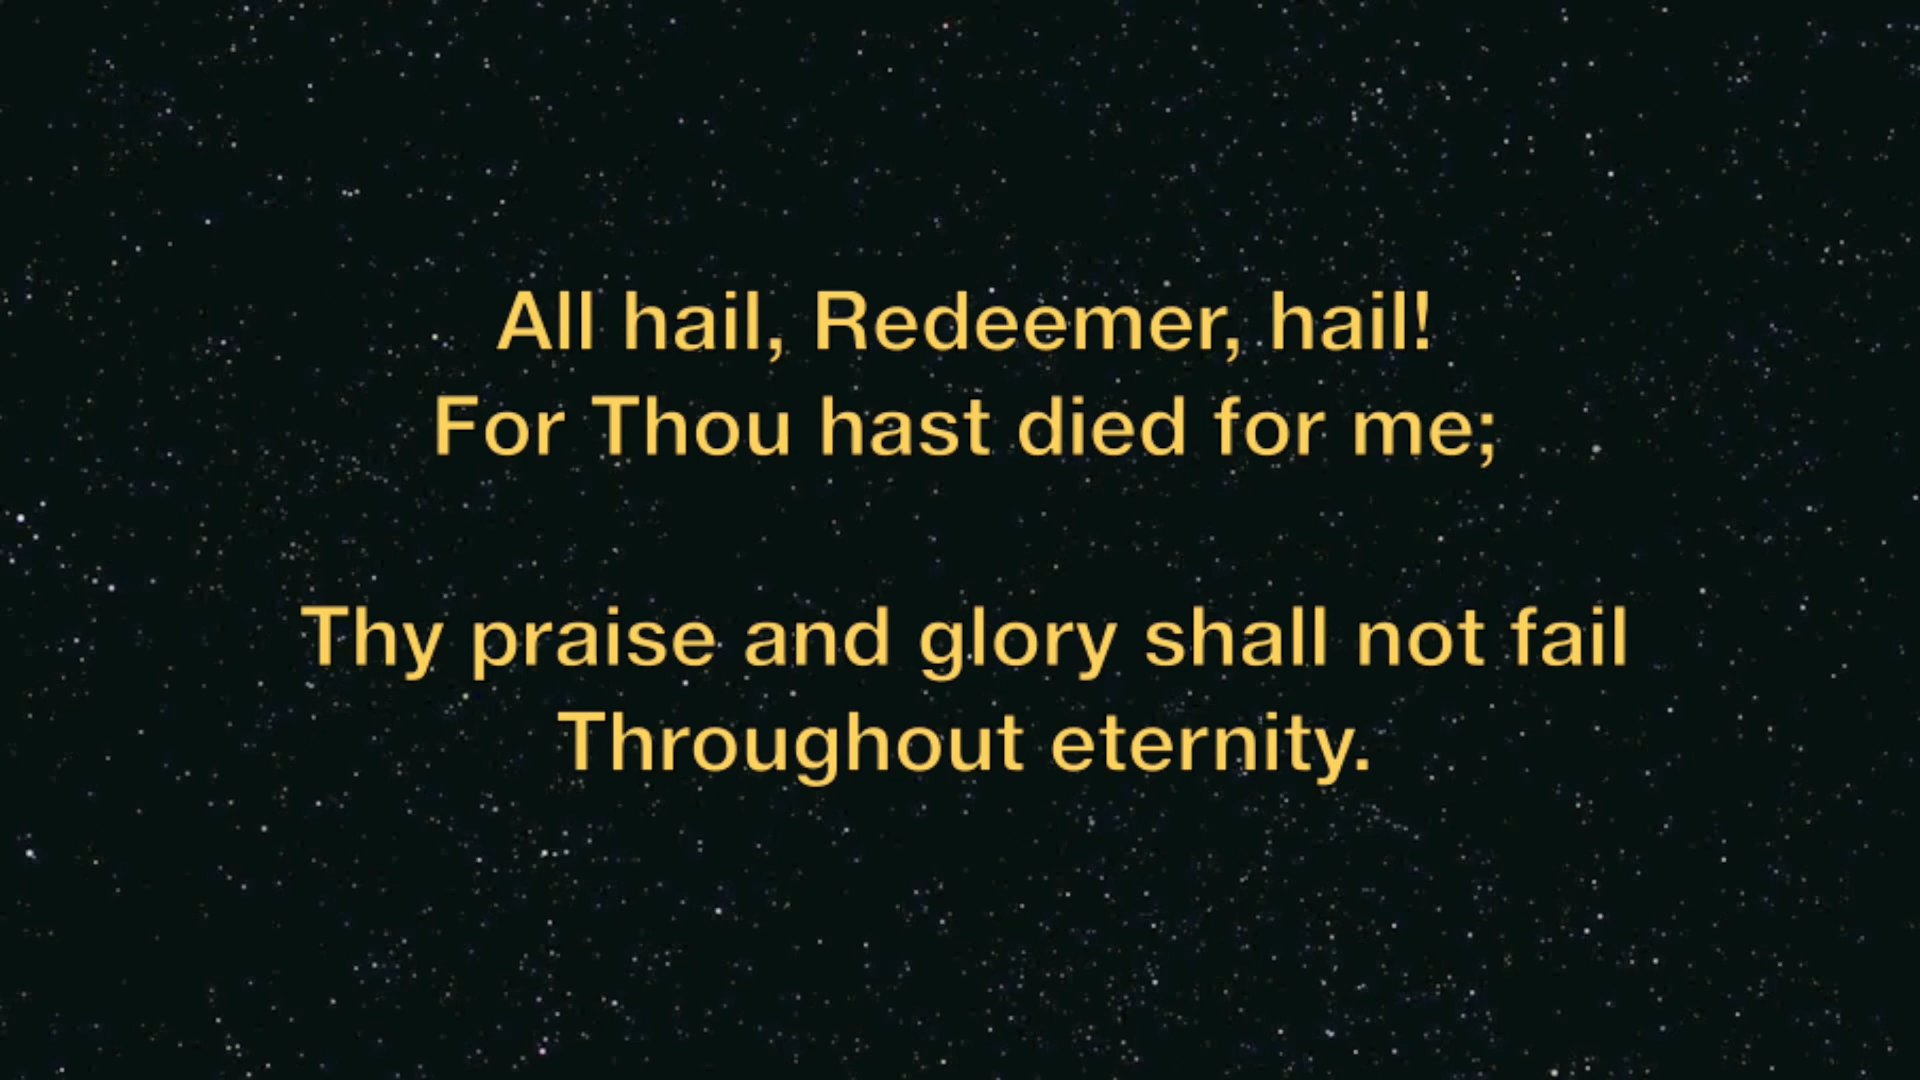 All hail, Redeemer, hail!
For Thou hast died for me;
Thy praise and glory shall not fail
Throughout eternity.